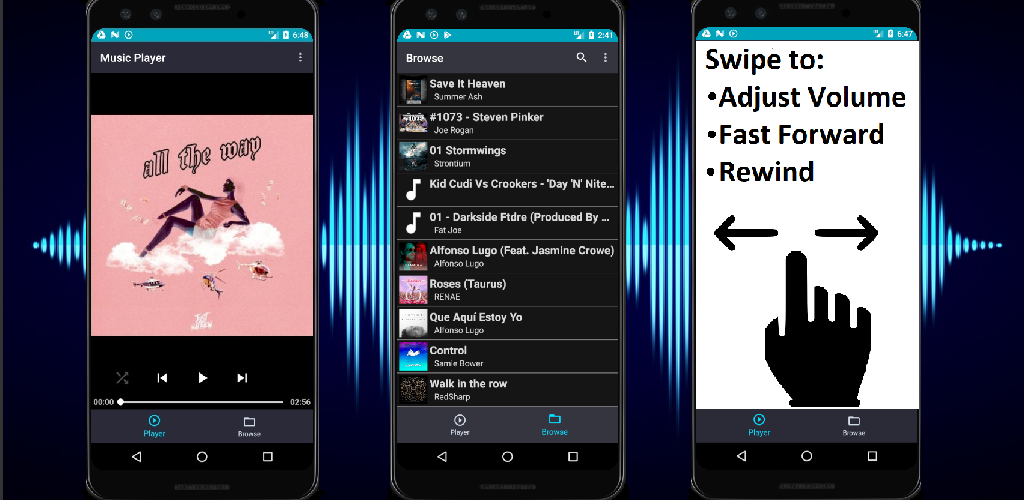 6:48
Music Player
all the way
00:00
02:56
Player
Browse
2:41
Browse
Save It Heaven
Summer Ash
#1073 - Steven Pinker
Joe Rogan
01 Stormwings
Strontium
Kid Cudi Vs Crookers - 'Day 'N' Nite...
01 - Darkside Ftdre (Produced By ...
Fat Joe
Alfonso Lugo (Feat. Jasmine Crowe)
Alfonso Lugo
Roses (Taurus)
RENAE
Que Aquí Estoy Yo
Alfonso Lugo
Control
Samie Bower
Walk in the row
RedSharp
Player
Browse
6:47
Swipe to:
•Adjust Volume
•Fast Forward
•Rewind
Player
Browse